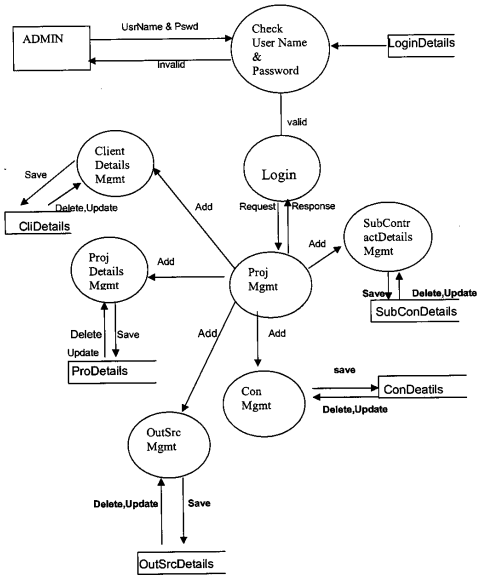 UsrName & Pswd
ADMIN
Invalid
Check
User Name
&
Password
LoginDetails
valid
Login
Client
Details
Mgmt
Save
Delete,Update
CliDetails
Add
Request
Response
SubContr
actDetails
Mgmt
Add
Proj
Details
Mgmt
Add
Proj
Mgmt
Save
Delete,Update
SubConDetails
Delete
Save
Update
ProDetails
Add
Add
Con
Mgmt
save
ConDeatils
Delete,Update
OutSrc
Mgmt
Delete,Update
Save
OutSrcDetails